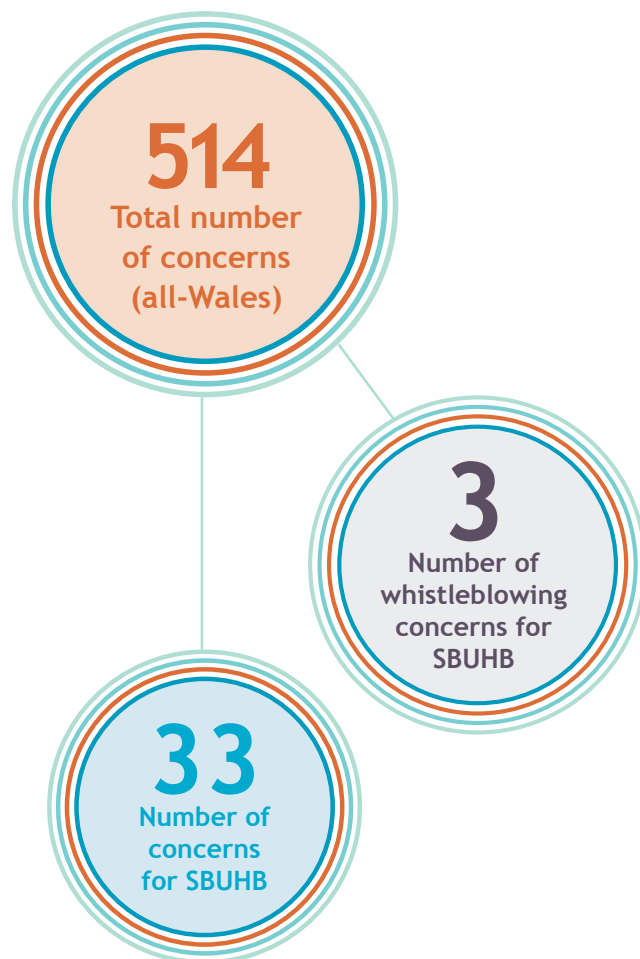 514
Total number
of concerns
(all-Wales)
3
Number of
whistleblowing
concerns for
SBUHB
33
Number of
concerns
for SBUHB